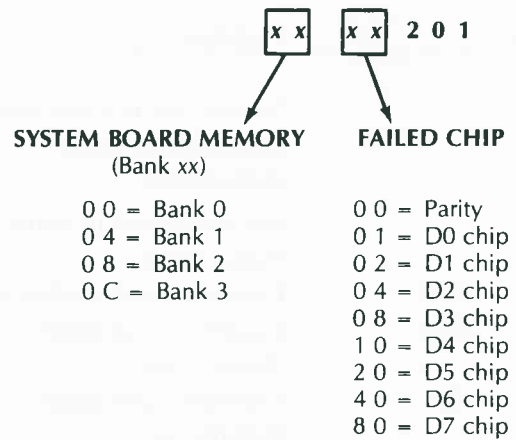 x x x x 2 0 1
SYSTEM BOARD MEMORY
(Bank xx)
0 0 = Bank 0
0 4 = Bank 1
0 8 = Bank 2
0 C = Bank 3
FAILED CHIP
0 0 = Parity
0 1 = D0 chip
0 2 = D1 chip
0 4 = D2 chip
0 8 = D3 chip
1 0 = D4 chip
2 0 = D5 chip
4 0 = D6 chip
8 0 = D7 chip